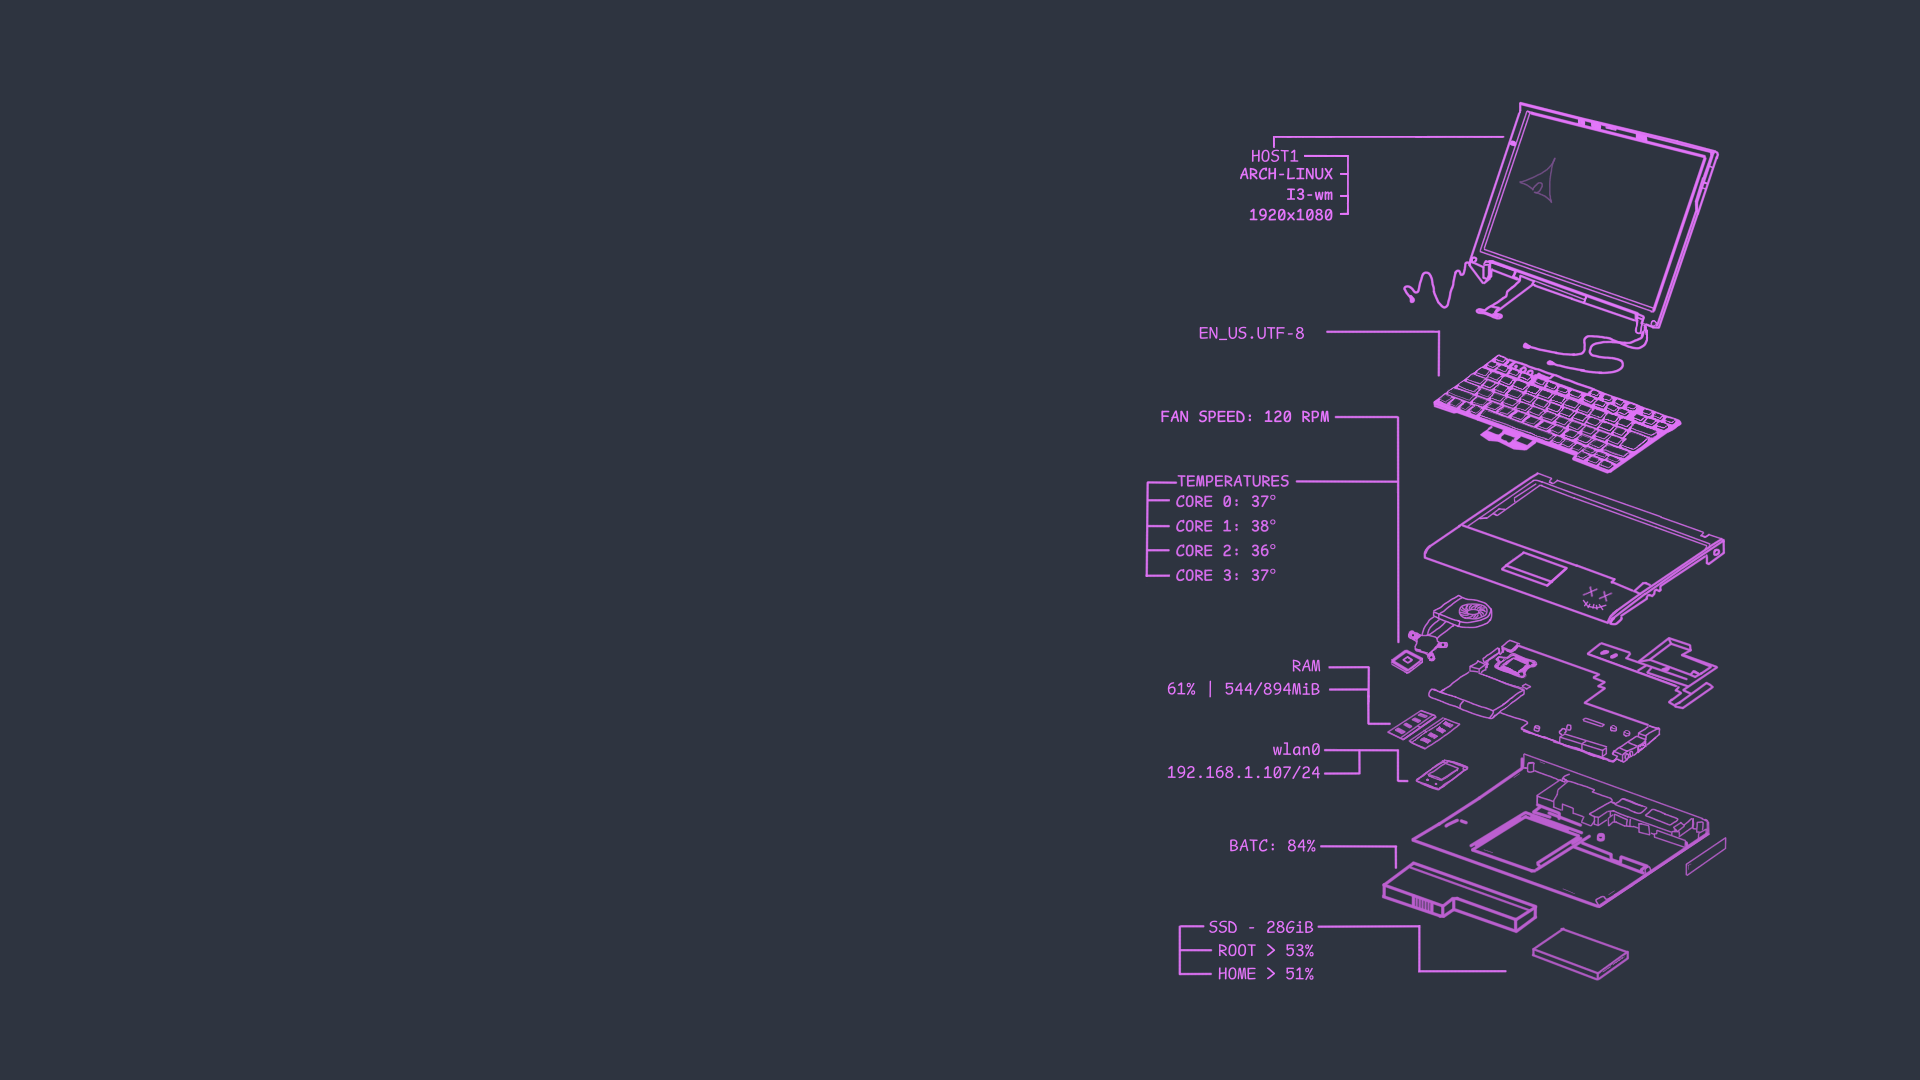 HOST1
ARCH-LINUX
I3-wm
1920x1080
EN_US.UTF-8
FAN SPEED: 120 RPM
TEMPERATURES
CORE 0: 37°
CORE 1: 38°
CORE 2: 36°
CORE 3: 37°
RAM
61% | 544/894MiB
wlan0
192.168.1.107/24
BATC: 84%
SSD - 28GiB
ROOT > 53%
HOME > 51%